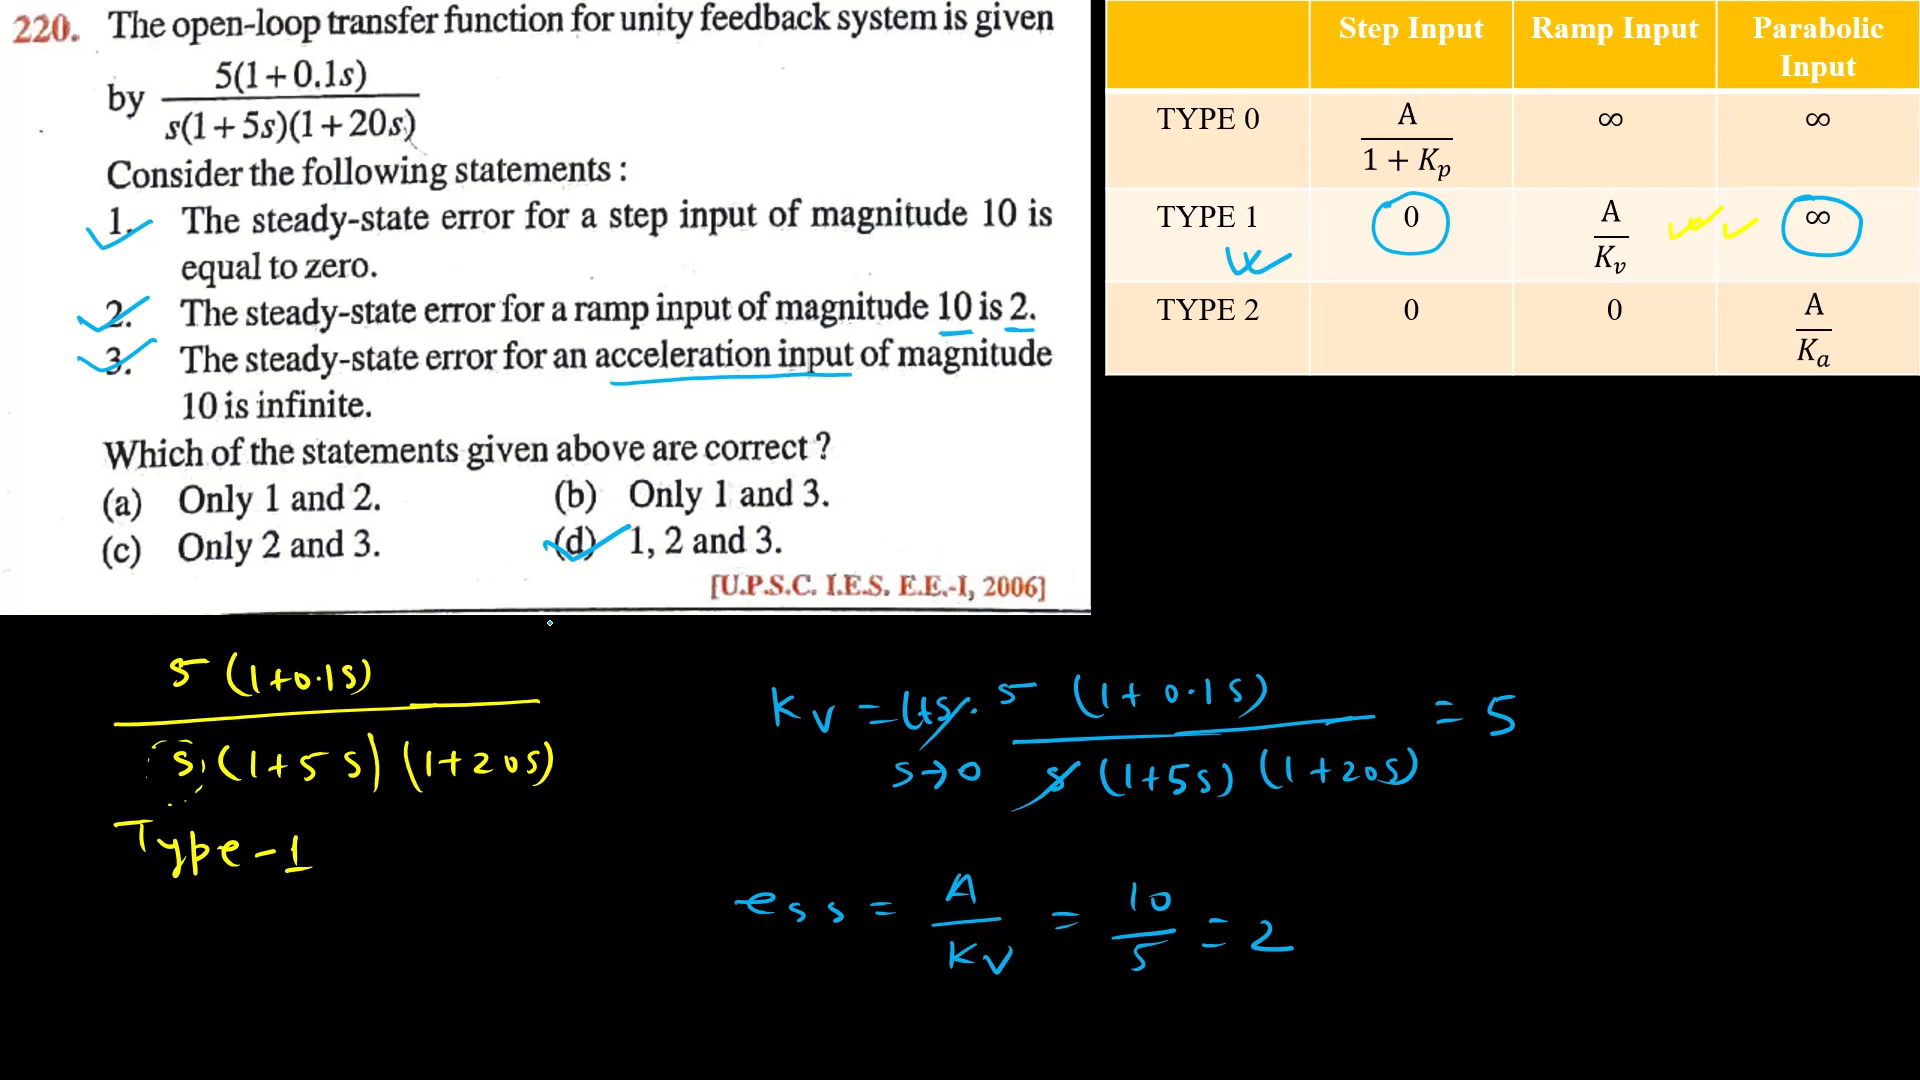 220. The open-loop transfer function for unity feedback system is given
by 5(1+0.1s) / s(1+5s)(1+20s)
Consider the following statements :
1. The steady-state error for a step input of magnitude 10 is
equal to zero.
2. The steady-state error for a ramp input of magnitude 10 is 2.
3. The steady-state error for an acceleration input of magnitude
10 is infinite.
Which of the statements given above are correct ?
(a) Only 1 and 2. (b) Only 1 and 3.
(c) Only 2 and 3. (d) 1, 2 and 3.
[U.P.S.C. I.E.S. E.E.-I, 2006]
Step Input Ramp Input Parabolic Input
TYPE 0 A / 1 + Kp ∞ ∞
TYPE 1 0 A / Kv ∞
TYPE 2 0 0 A / Ka
5 (1+0.1s)
s (1+5s) (1+20s)
Type-1
Kv = Lt s→0 s. 5 (1+0.1s) / s (1+5s) (1+20s) = 5
ess = A / Kv = 10 / 5 = 2